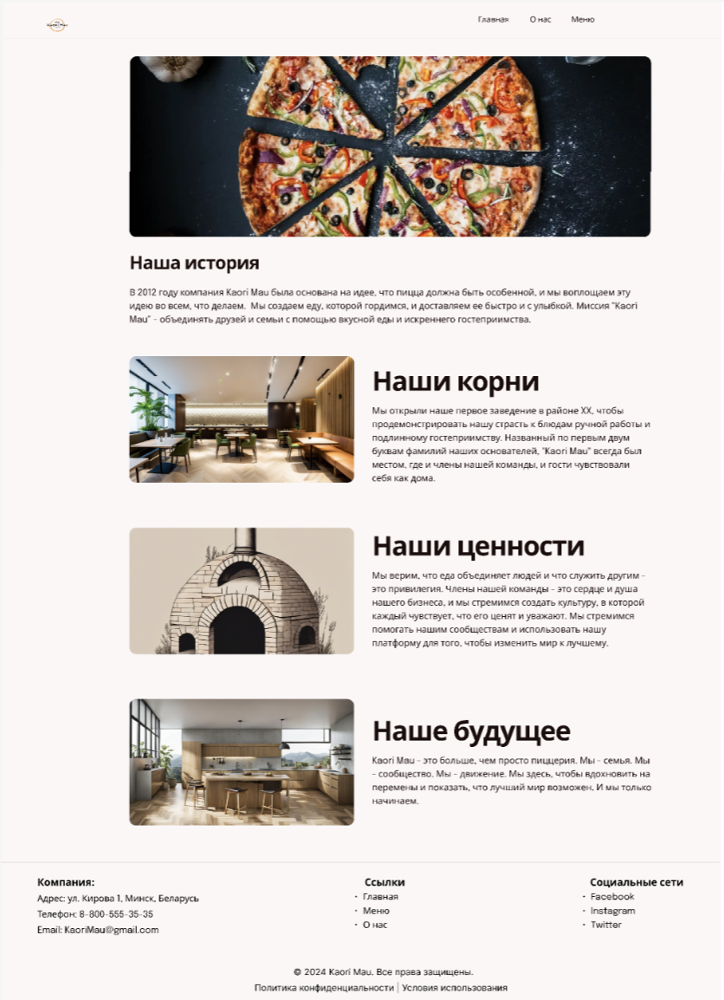 Kaori Mau
Главная
О нас
Меню
Наша история
В 2012 году компания Kaori Mau была основана на идее, что пицца должна быть особенной, и мы воплощаем эту
идею во всем, что делаем. Мы создаем еду, которой гордимся, и доставляем ее быстро и с улыбкой. Миссия "Kaori
Mau" - объединять друзей и семьи с помощью вкусной еды и искреннего гостеприимства.
Наши корни
Мы открыли наше первое заведение в районе XX, чтобы
продемонстрировать нашу страсть к блюдам ручной работы и
подлинному гостеприимству. Названный по первым двум
буквам фамилий наших основателей, "Kaori Mau" всегда был
местом, где и члены нашей команды, и гости чувствовали
себя как дома.
Наши ценности
Мы верим, что еда объединяет людей и что служить другим -
это привилегия. Члены нашей команды - это сердце и душа
нашего бизнеса, и мы стремимся создать культуру, в которой
каждый чувствует, что его ценят и уважают. Мы стремимся
помогать нашим сообществам и использовать нашу
платформу для того, чтобы изменить мир к лучшему.
Наше будущее
Kaori Mau - это больше, чем просто пиццерия. Мы - семья. Мы
- сообщество. Мы - движение. Мы здесь, чтобы вдохновить на
перемены и показать, что лучший мир возможен. И мы только
начинаем.
Компания:
Адрес: ул. Кирова 1, Минск, Беларусь
Телефон: 8-800-555-35-35
Email: KaoriMau@gmail.com
Ссылки
· Главная
· Меню
· О нас
Социальные сети
· Facebook
· Instagram
· Twitter
© 2024 Kaori Mau. Все права защищены.
Политика конфиденциальности | Условия использования